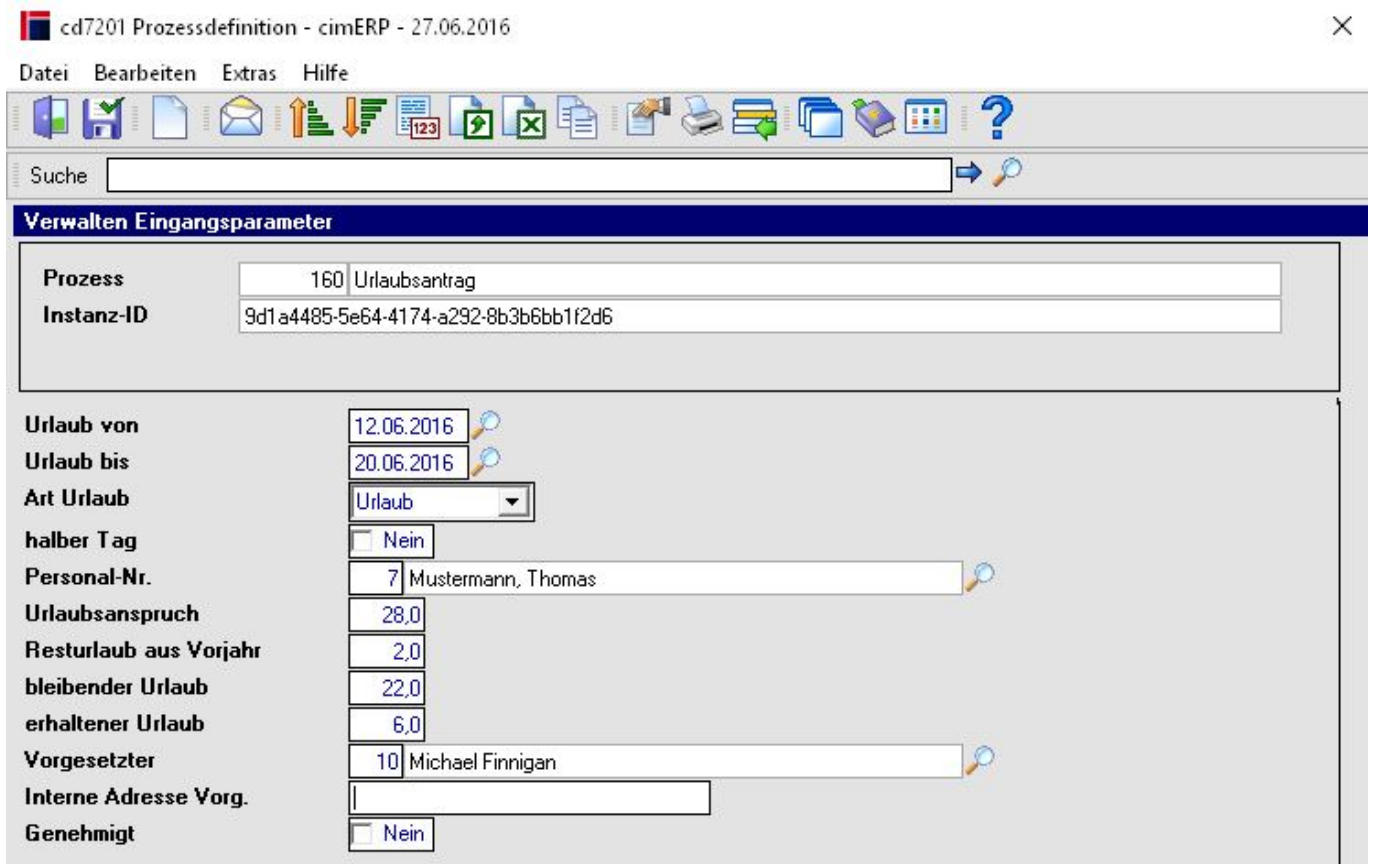 cd7201 Prozessdefinition - cimERP - 27.06.2016
Datei Bearbeiten Extras Hilfe
123
Suche
Verwalten Eingangsparameter
Prozess 160 Urlaubsantrag
Instanz-ID 9d1a4485-5e64-4174-a292-8b3b6bb1f2d6
Urlaub von 12.06.2016
Urlaub bis 20.06.2016
Art Urlaub Urlaub
halber Tag Nein
Personal-Nr. 7 Mustermann, Thomas
Urlaubsanspruch 28,0
Resturlaub aus Vorjahr 2,0
bleibender Urlaub 22,0
erhaltener Urlaub 6,0
Vorgesetzter 10 Michael Finnigan
Interne Adresse Vorg.
Genehmigt Nein